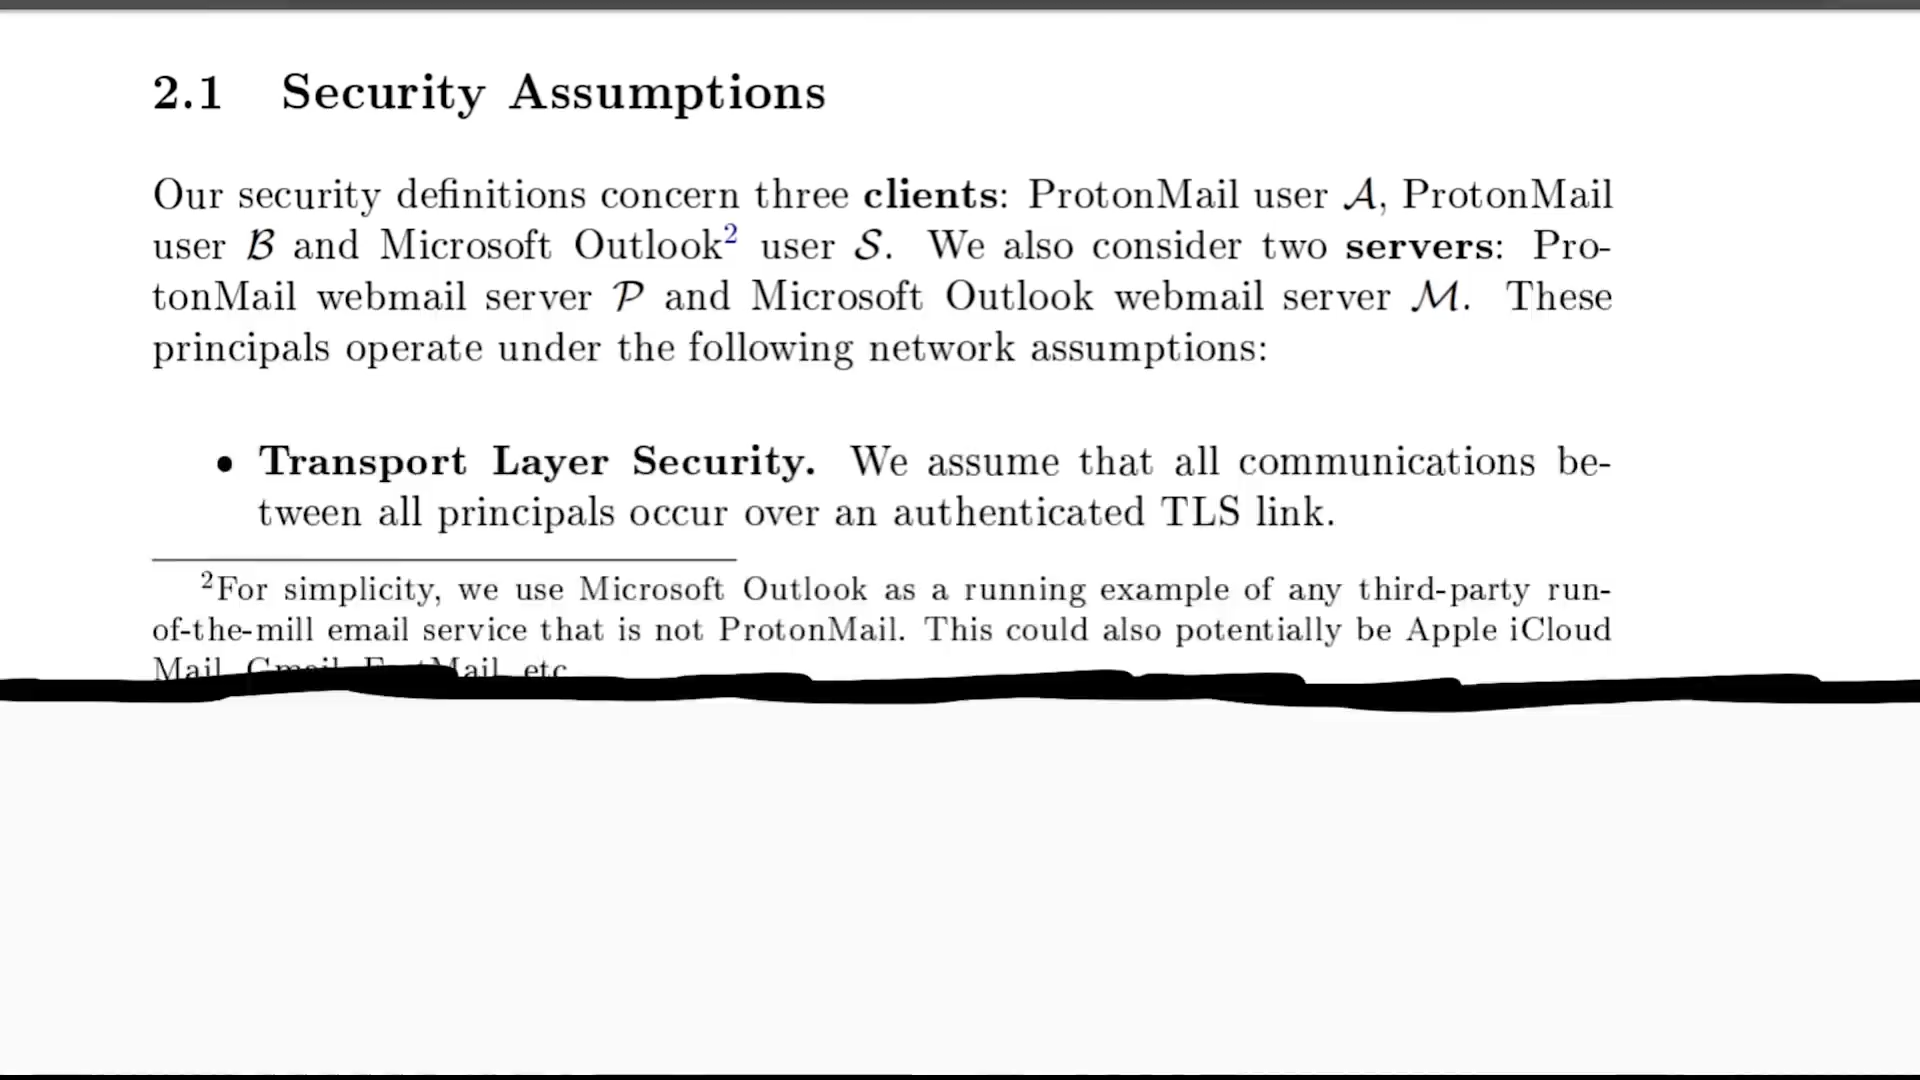 2.1 Security Assumptions
Our security definitions concern three clients: ProtonMail user 𝒜, ProtonMail
user ℬ and Microsoft Outlook² user 𝒮. We also consider two servers: Pro-
tonMail webmail server 𝒫 and Microsoft Outlook webmail server ℳ. These
principals operate under the following network assumptions:
• Transport Layer Security. We assume that all communications be-
tween all principals occur over an authenticated TLS link.
²For simplicity, we use Microsoft Outlook as a running example of any third-party run-
of-the-mill email service that is not ProtonMail. This could also potentially be Apple iCloud
Mail, Gmail, FastMail, etc